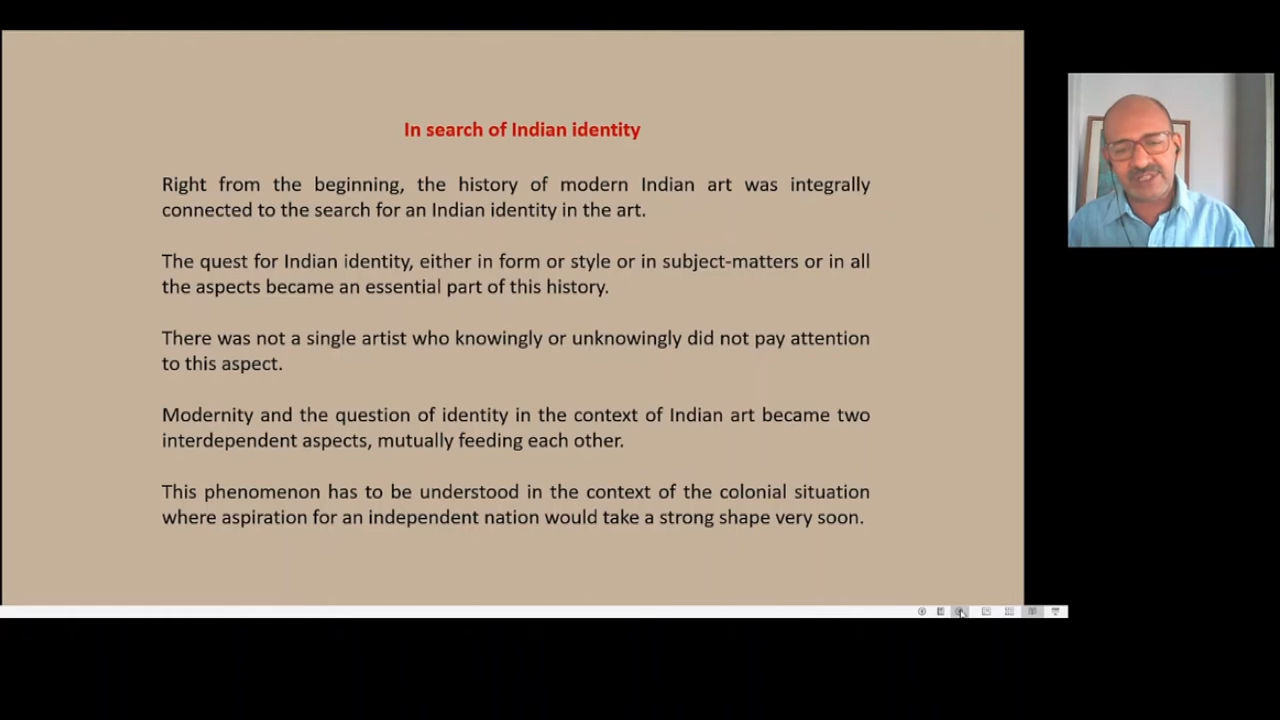 In search of Indian identity
Right from the beginning, the history of modern Indian art was integrally
connected to the search for an Indian identity in the art.
The quest for Indian identity, either in form or style or in subject-matters or in all
the aspects became an essential part of this history.
There was not a single artist who knowingly or unknowingly did not pay attention
to this aspect.
Modernity and the question of identity in the context of Indian art became two
interdependent aspects, mutually feeding each other.
This phenomenon has to be understood in the context of the colonial situation
where aspiration for an independent nation would take a strong shape very soon.